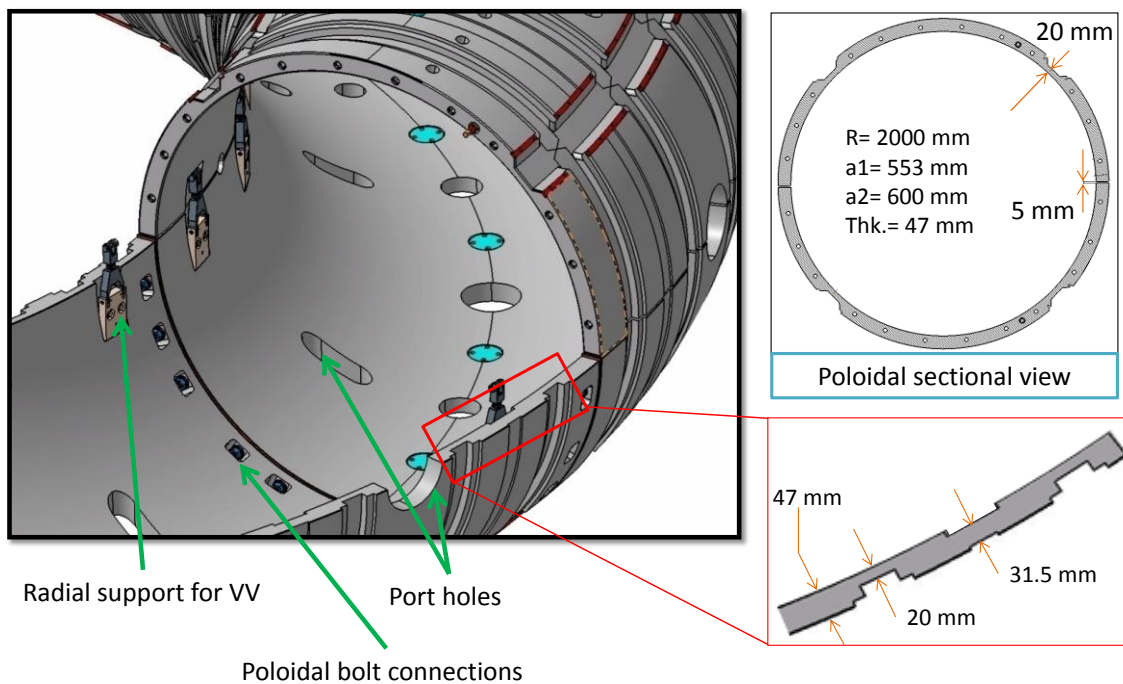 20 mm
R= 2000 mm
a1= 553 mm
a2= 600 mm
Thk.= 47 mm
5 mm
Poloidal sectional view
47 mm
31.5 mm
20 mm
Radial support for VV
Port holes
Poloidal bolt connections